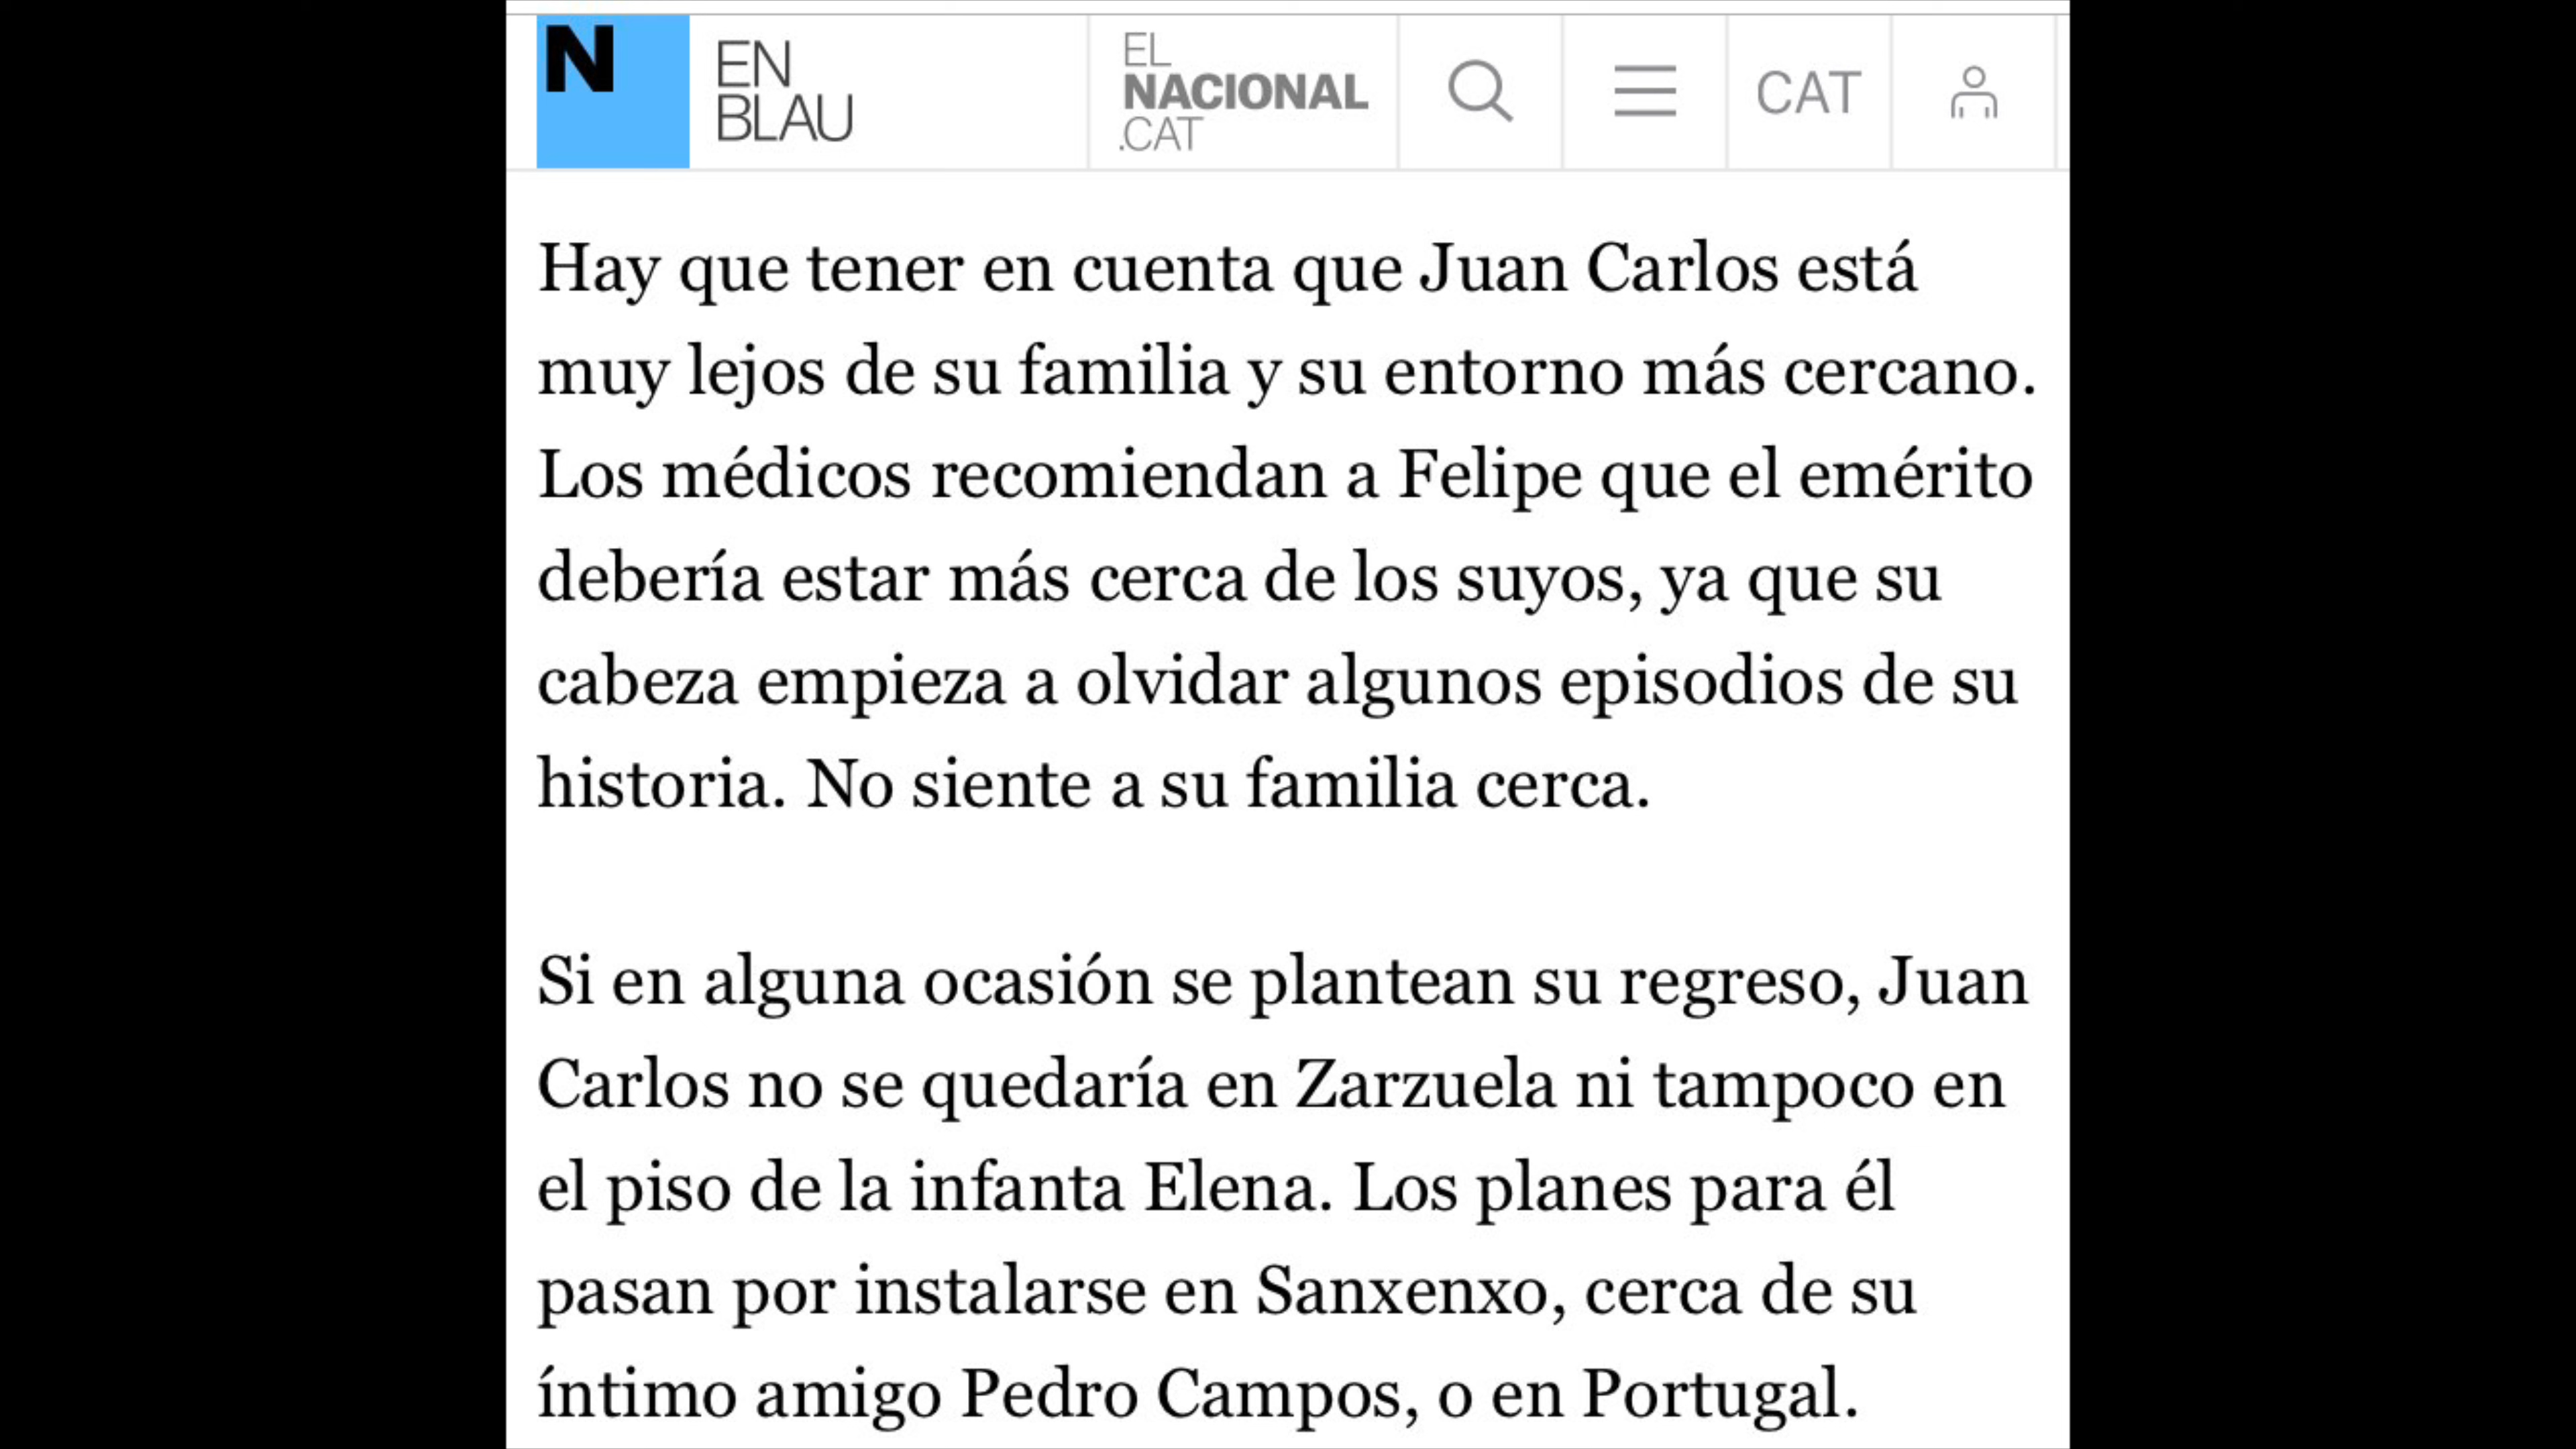 N
EN
BLAU
EL
NACIONAL
.CAT
CAT
Hay que tener en cuenta que Juan Carlos está
muy lejos de su familia y su entorno más cercano.
Los médicos recomiendan a Felipe que el emérito
debería estar más cerca de los suyos, ya que su
cabeza empieza a olvidar algunos episodios de su
historia. No siente a su familia cerca.
Si en alguna ocasión se plantean su regreso, Juan
Carlos no se quedaría en Zarzuela ni tampoco en
el piso de la infanta Elena. Los planes para él
pasan por instalarse en Sanxenxo, cerca de su
íntimo amigo Pedro Campos, o en Portugal.